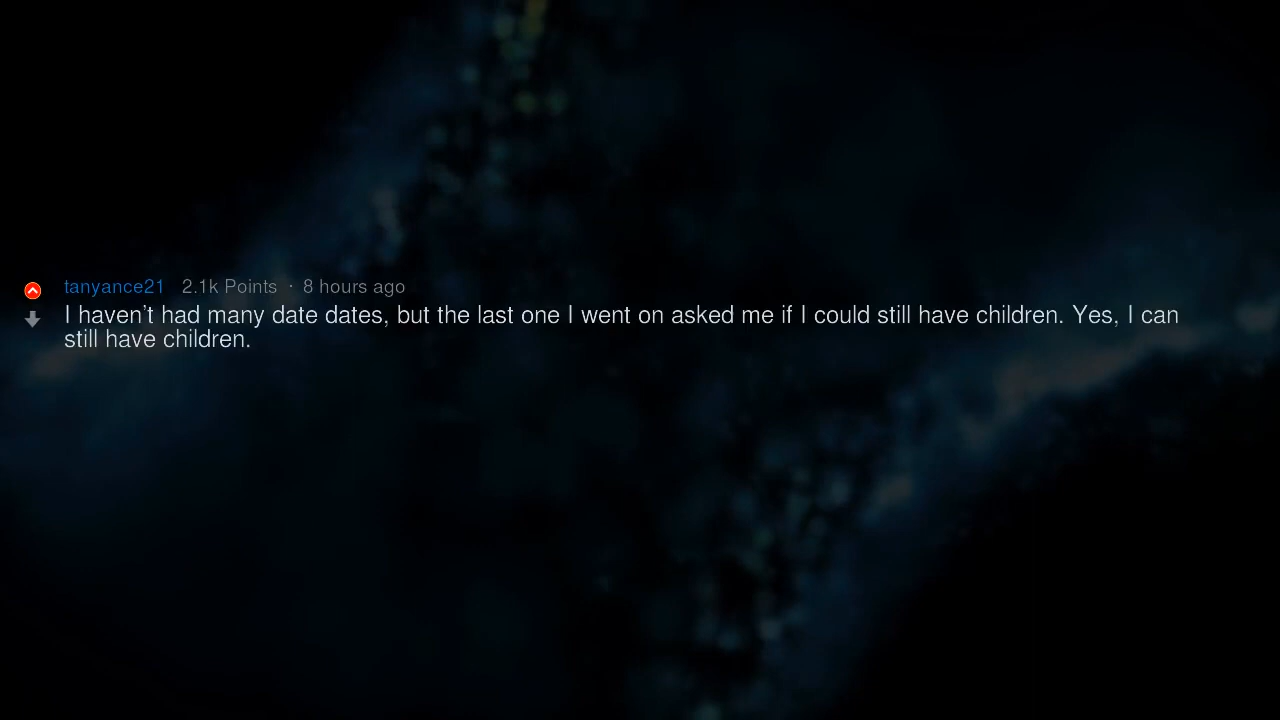 tanyance21 2.1k Points · 8 hours ago
I haven't had many date dates, but the last one I went on asked me if I could still have children. Yes, I can
still have children.